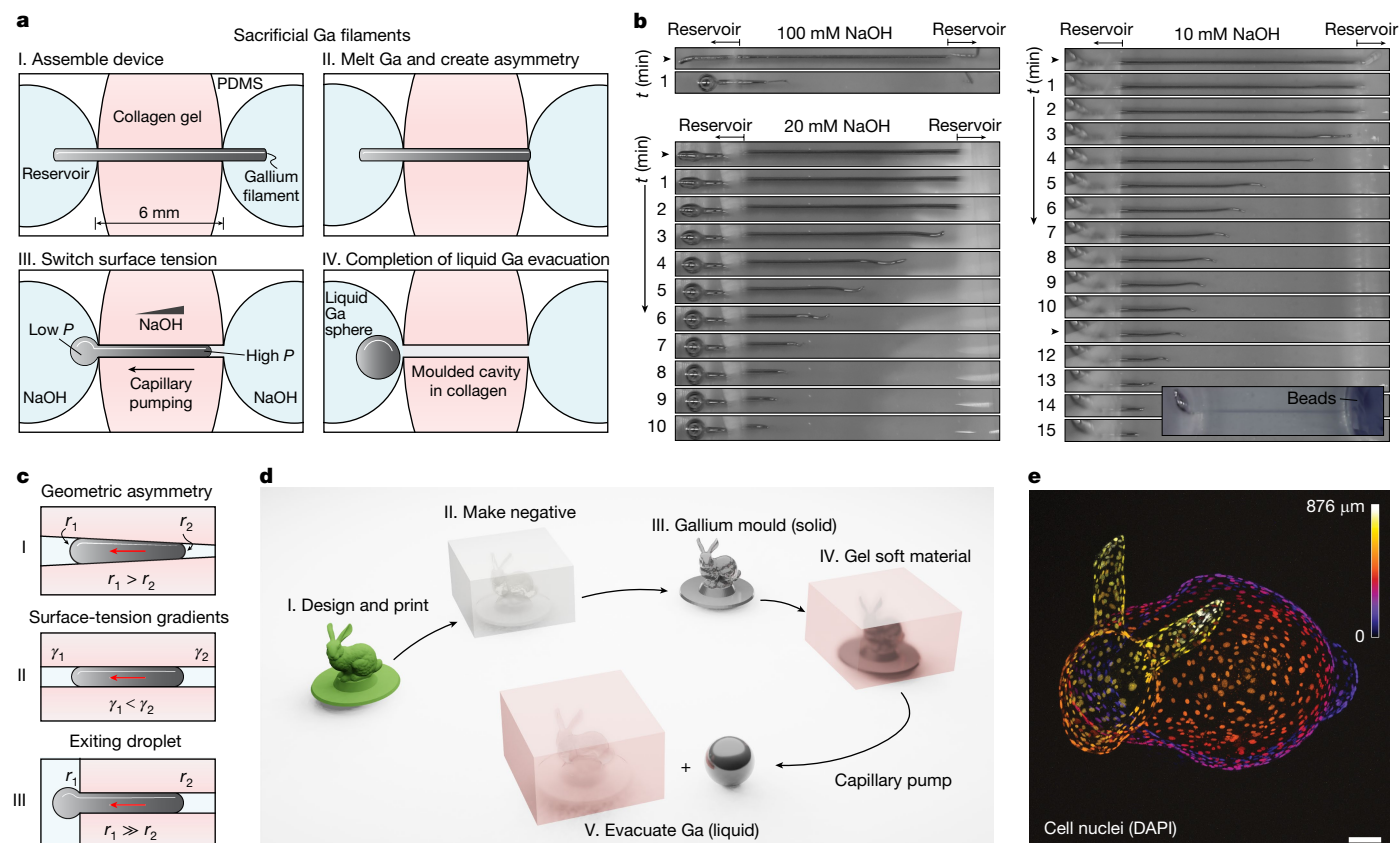 a
Sacrificial Ga filaments
I. Assemble device
PDMS
Collagen gel
Reservoir
Gallium
filament
6 mm
II. Melt Ga and create asymmetry
III. Switch surface tension
NaOH
Low P
High P
Capillary
pumping
NaOH
NaOH
IV. Completion of liquid Ga evacuation
Liquid
Ga
sphere
Moulded cavity
in collagen
b
Reservoir
100 mM NaOH
Reservoir
t (min)
1
Reservoir
20 mM NaOH
Reservoir
t (min)
1
2
3
4
5
6
7
8
9
10
Reservoir
10 mM NaOH
Reservoir
t (min)
1
2
3
4
5
6
7
8
9
10
12
13
14
15
Beads
c
Geometric asymmetry
I
r1
r2
r1 > r2
Surface-tension gradients
II
γ1
γ2
γ1 < γ2
Exiting droplet
III
r1
r2
r1 ≫ r2
d
I. Design and print
II. Make negative
III. Gallium mould (solid)
IV. Gel soft material
Capillary pump
+
V. Evacuate Ga (liquid)
e
876 μm
0
Cell nuclei (DAPI)